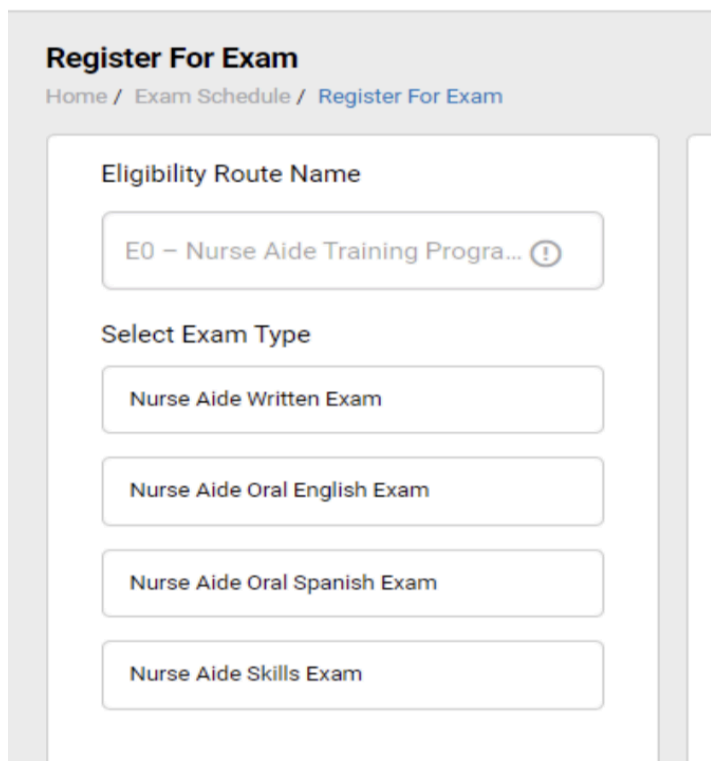 Register For Exam
Home / Exam Schedule / Register For Exam
Eligibility Route Name
E0 – Nurse Aide Training Progra...
Select Exam Type
Nurse Aide Written Exam
Nurse Aide Oral English Exam
Nurse Aide Oral Spanish Exam
Nurse Aide Skills Exam